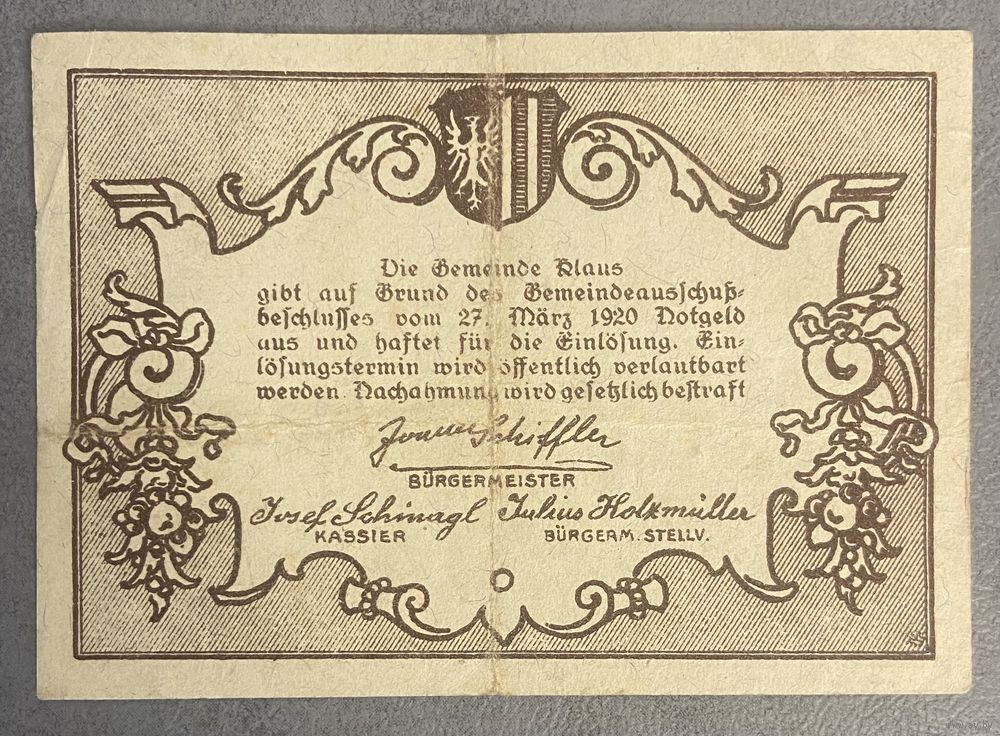 Die Gemeinde Klaus
gibt auf Grund des Gemeindeausschuß-
beschlusses vom 27. März 1920 Notgeld
aus und haftet für die Einlösung. Ein-
lösungstermin wird öffentlich verlautbart
werden. Nachahmung wird gesetzlich bestraft
Schiffler
BÜRGERMEISTER
Josef Schinagl Julius Holzmüller
KASSIER BÜRGERM. STELLV.